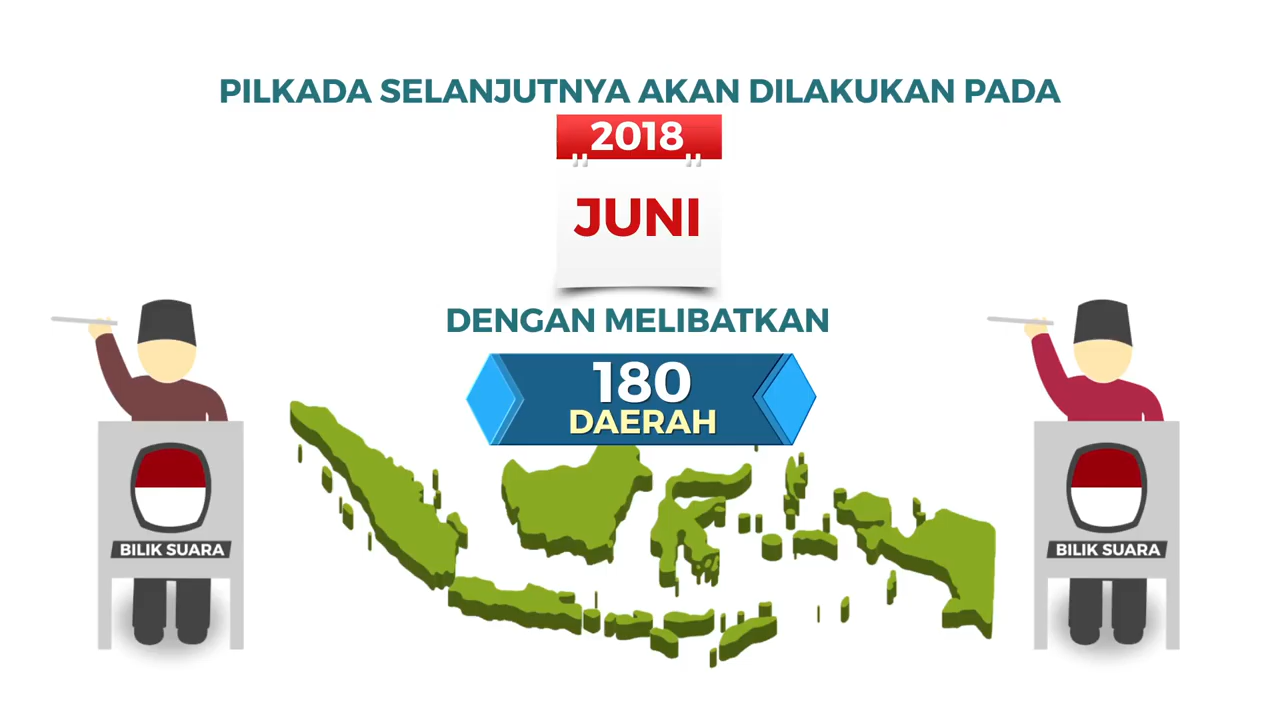 PILKADA SELANJUTNYA AKAN DILAKUKAN PADA
2018
JUNI
DENGAN MELIBATKAN
180
DAERAH
BILIK SUARA
BILIK SUARA